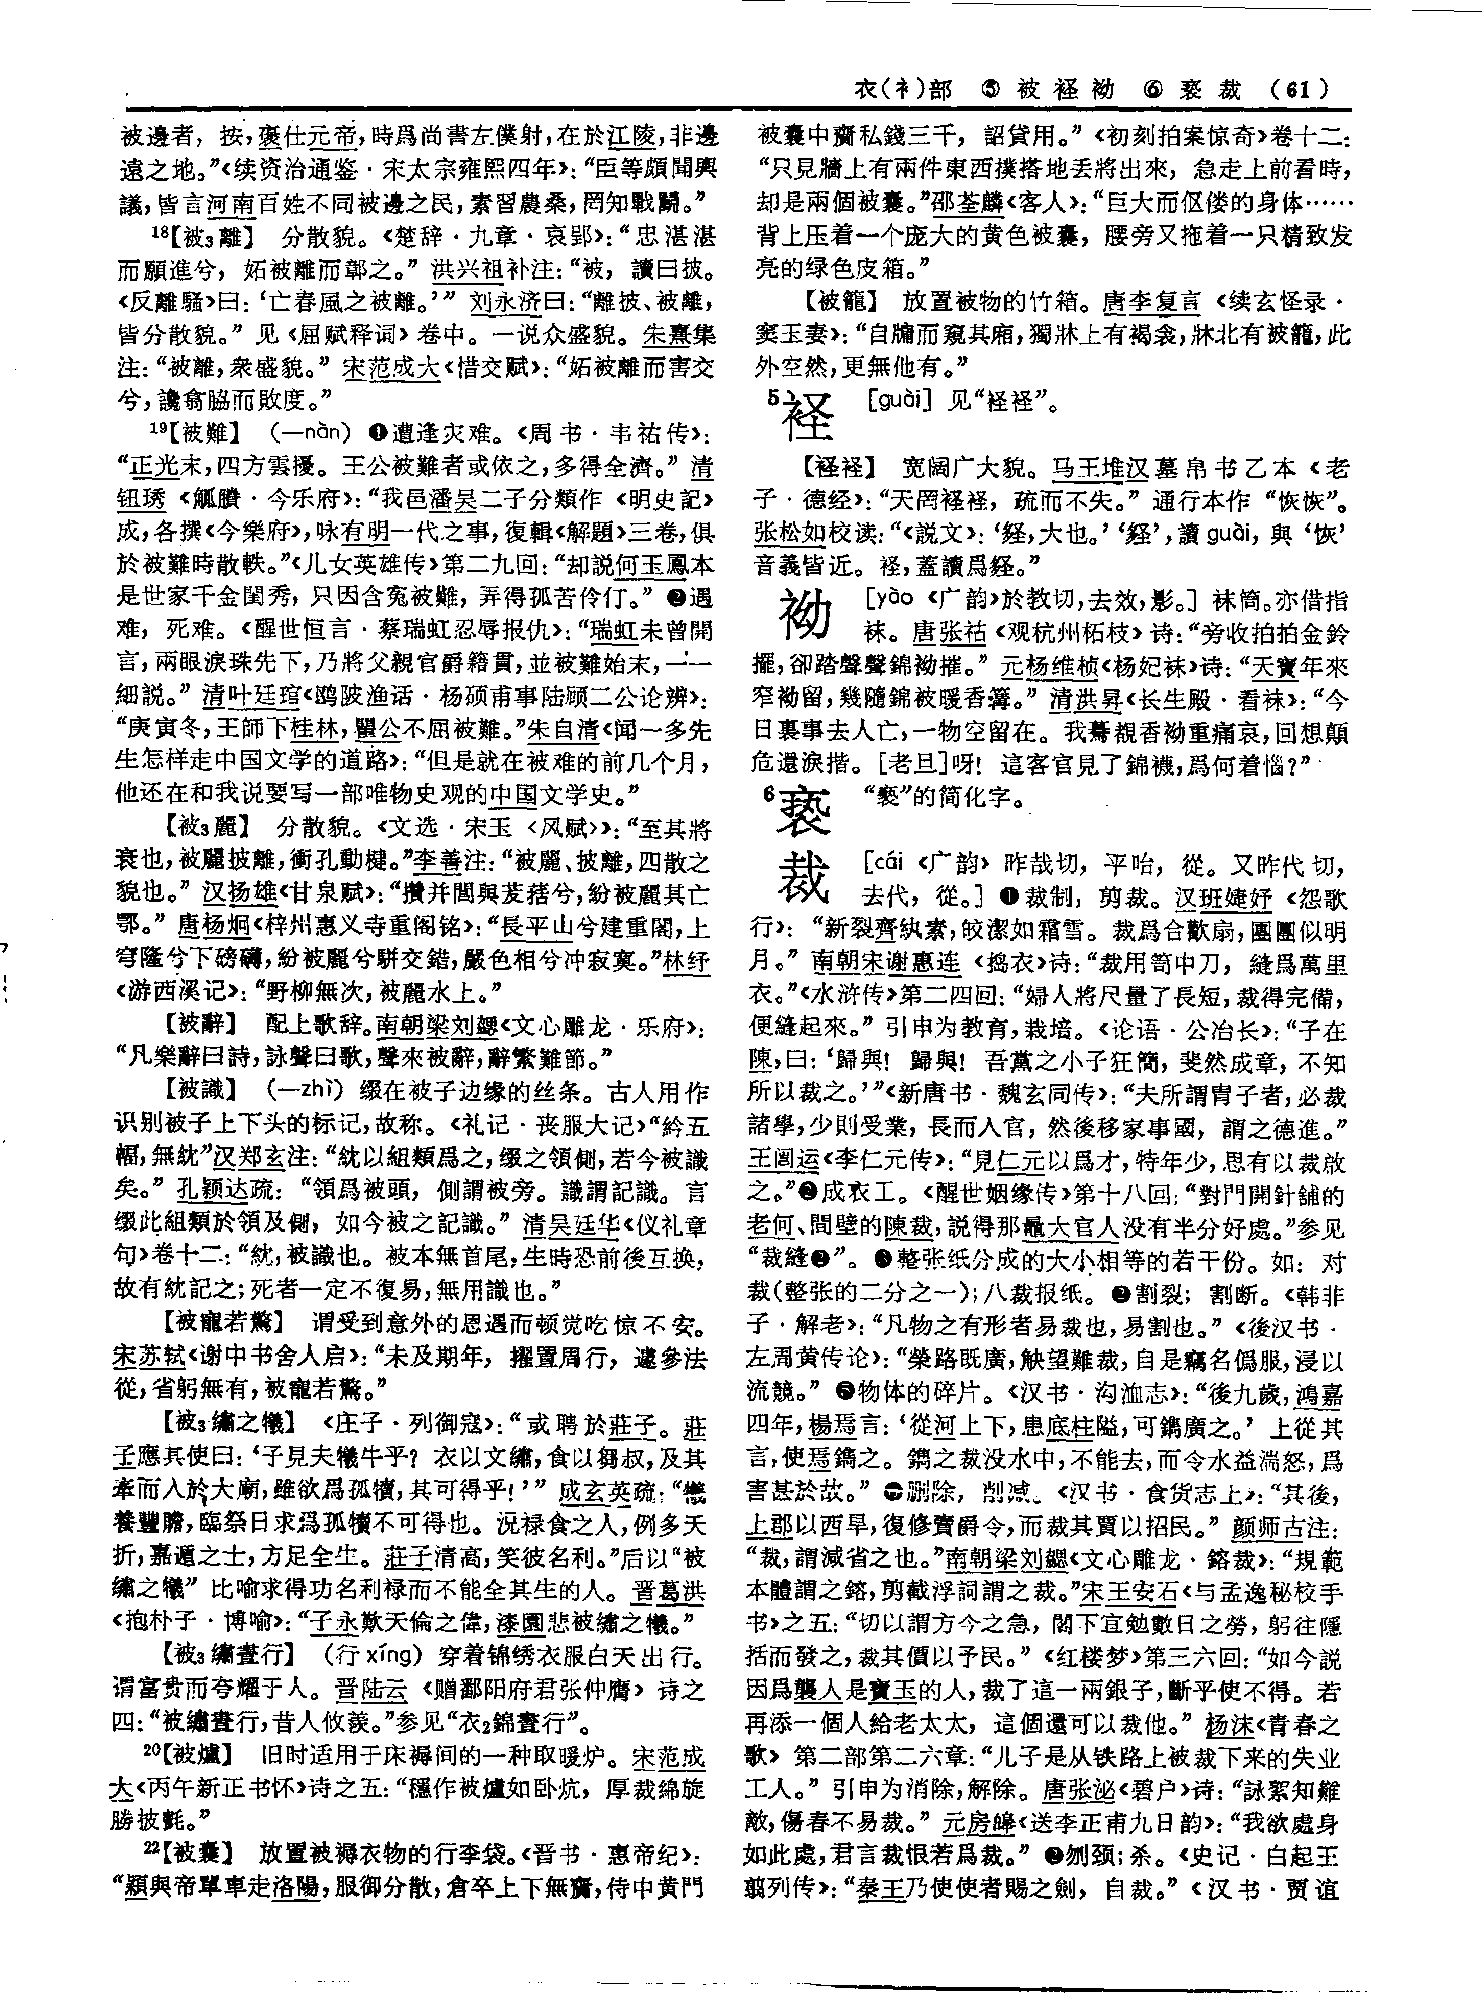 衣(衤)部 ⑤ 被 袿 袎 ⑥ 亵 裁 (61)
被邊者，按，褒仕元帝，時爲尚書左僕射，在於江陵，非邊
遠之地。”《续资治通鉴·宋太宗雍熙四年》：“臣等頗聞輿
議，皆言河南百姓不同被邊之民，素習農桑，罔知戰鬭。”
18【被₃離】 分散貌。《楚辞·九章·哀郢》：“忠湛湛
而願進兮，妬被離而鄣之。”洪兴祖补注：“被，讀曰披。
《反離騷》曰：‘亡春風之被離。’”刘永济曰：“離披、被離，
皆分散貌。”见《屈赋释词》卷中。一说众盛貌。朱熹集
注：“被離，衆盛貌。”宋范成大《惜交赋》：“妬被離而害交
兮，讒翕脇而敗度。”
19【被難】 （—nàn）❶遭逢灾难。《周书·韦祐传》：
“正光末，四方雲擾。王公被難者或依之，多得全濟。”清
钮琇《觚賸·今乐府》：“我邑潘吴二子分類作《明史記》
成，各撰《今樂府》，咏有明一代之事，復輯《解題》三卷，俱
於被難時散軼。”《儿女英雄传》第二九回：“却説何玉鳳本
是世家千金閨秀，只因含冤被難，弄得孤苦伶仃。”❷遇
难，死难。《醒世恒言·蔡瑞虹忍辱报仇》：“瑞虹未曾開
言，兩眼淚珠先下，乃將父親官爵籍貫，並被難始末，一一
細説。”清叶廷琯《鸥陂渔话·杨硕甫事陆顾二公论辨》：
“庚寅冬，王師下桂林，瞿公不屈被難。”朱自清《闻一多先
生怎样走中国文学的道路》：“但是就在被难的前几个月，
他还在和我说要写一部唯物史观的中国文学史。”
【被₃麗】 分散貌。《文选·宋玉〈风赋〉》：“至其將
衰也，被麗披離，衝孔動楗。”李善注：“被麗、披離，四散之
貌也。”汉扬雄《甘泉赋》：“攢并閭與茇䔉兮，紛被麗其亡
鄂。”唐杨炯《梓州惠义寺重阁铭》：“長平山兮建重閣，上
穹隆兮下磅礴，紛被麗兮駢交錯，嚴色相兮冲寂寞。”林纾
《游西溪记》：“野柳無次，被麗水上。”
【被辭】 配上歌辞。南朝梁刘勰《文心雕龙·乐府》：
“凡樂辭曰詩，詠聲曰歌，聲來被辭，辭繁難節。”
【被識】 （—zhì）缀在被子边缘的丝条。古人用作
识别被子上下头的标记，故称。《礼记·丧服大记》“紟五
幅，無紞”汉郑玄注：“紞以組類爲之，綴之領側，若今被識
矣。”孔颖达疏：“領爲被頭，側謂被旁。識謂記識。言
綴此組類於領及側，如今被之記識。”清吴廷华《仪礼章
句》卷十二：“紞，被識也。被本無首尾，生時恐前後互换，
故有紞記之；死者一定不復易，無用識也。”
【被寵若驚】 谓受到意外的恩遇而顿觉吃惊不安。
宋苏轼《谢中书舍人启》：“未及期年，擢置周行，遽參法
從，省躬無有，被寵若驚。”
【被₃繡之犧】 《庄子·列御寇》：“或聘於莊子。莊
子應其使曰：‘子見夫犧牛乎？衣以文繡，食以芻叔，及其
牽而入於大廟，雖欲爲孤犢，其可得乎！’”成玄英疏：“犧
養豐贍，臨祭日求爲孤犢不可得也。況禄食之人，例多夭
折，嘉遁之士，方足全生。莊子清高，笑彼名利。”后以“被
繡之犧”比喻求得功名利禄而不能全其生的人。晋葛洪
《抱朴子·博喻》：“子永歎天倫之偉，漆園悲被繡之犧。”
【被₃繡晝行】 （行xíng）穿着锦绣衣服白天出行。
谓富贵而夸耀于人。晋陆云《赠鄱阳府君张仲膺》诗之
四：“被繡晝行，昔人攸羡。”参见“衣₂錦晝行”。
20【被爐】 旧时适用于床褥间的一种取暖炉。宋范成
大《丙午新正书怀》诗之五：“穩作被爐如卧炕，厚裁綿旋
勝披氈。”
22【被囊】 放置被褥衣物的行李袋。《晋书·惠帝纪》：
“穎與帝單車走洛陽，服御分散，倉卒上下無齎，侍中黄門
被囊中齎私錢三千，詔貸用。”《初刻拍案惊奇》卷十二：
“只見牆上有兩件東西撲搭地丢將出來，急走上前看時，
却是兩個被囊。”邵荃麟《客人》：“巨大而伛偻的身体……
背上压着一个庞大的黄色被囊，腰旁又拖着一只精致发
亮的绿色皮箱。”
【被籠】 放置被物的竹箱。唐李复言《续玄怪录·
窦玉妻》：“自牖而窺其廂，獨牀上有褐衾，牀北有被籠，此
外空然，更無他有。”
5 袿 ［guài］见“袿袿”。
【袿袿】 宽阔广大貌。马王堆汉墓帛书乙本《老
子·德经》：“天罔袿袿，疏而不失。”通行本作“恢恢”。
张松如校读：“《説文》：‘𡘋，大也。’‘𡘋’，讀guài，與‘恢’
音義皆近。袿，蓋讀爲𡘋。”
袎 ［yào《广韵》於教切，去效，影。］袜筒。亦借指
袜。唐张祜《观杭州柘枝》诗：“旁收拍拍金鈴
擺，卻踏聲聲錦袎摧。”元杨维桢《杨妃袜》诗：“天寶年來
窄袎留，幾隨錦被暖香篝。”清洪昇《长生殿·看袜》：“今
日裏事去人亡，一物空留在。我驀覩香袎重痛哀，回想顛
危還淚揩。［老旦］呀！這客官見了錦襪，爲何着惱？”
6 亵 “褻”的简化字。
裁 ［cái《广韵》昨哉切，平咍，從。又昨代切，
去代，從。］❶裁制，剪裁。汉班婕妤《怨歌
行》：“新裂齊紈素，皎潔如霜雪。裁爲合歡扇，團團似明
月。”南朝宋谢惠连《捣衣》诗：“裁用笥中刀，縫爲萬里
衣。”《水浒传》第二四回：“婦人將尺量了長短，裁得完備，
便縫起來。”引申为教育，栽培。《论语·公冶长》：“子在
陳，曰：‘歸與！歸與！吾黨之小子狂簡，斐然成章，不知
所以裁之。’”《新唐书·魏玄同传》：“夫所謂胄子者，必裁
諸學，少則受業，長而入官，然後移家事國，謂之德進。”
王闿运《李仁元传》：“見仁元以爲才，特年少，思有以裁啟
之。”❷成衣工。《醒世姻缘传》第十八回：“對門開針鋪的
老何、間壁的陳裁，説得那鼂大官人没有半分好處。”参见
“裁縫❷”。❸整张纸分成的大小相等的若干份。如：对
裁（整张的二分之一）；八裁报纸。❹割裂；割断。《韩非
子·解老》：“凡物之有形者易裁也，易割也。”《後汉书·
左周黄传论》：“榮路既廣，觖望難裁，自是竊名僞服，浸以
流競。”❺物体的碎片。《汉书·沟洫志》：“後九歲，鴻嘉
四年，楊焉言：‘從河上下，患底柱隘，可鐫廣之。’上從其
言，使焉鐫之。鐫之裁没水中，不能去，而令水益湍怒，爲
害甚於故。”❻删除，削减。《汉书·食货志上》：“其後，
上郡以西旱，復修賣爵令，而裁其賈以招民。”颜师古注：
“裁，謂減省之也。”南朝梁刘勰《文心雕龙·鎔裁》：“規範
本體謂之鎔，剪截浮詞謂之裁。”宋王安石《与孟逸秘校手
书》之五：“切以謂方今之急，閣下宜勉數日之勞，躬往隱
括而發之，裁其價以予民。”《红楼梦》第三六回：“如今説
因爲襲人是寶玉的人，裁了這一兩銀子，斷乎使不得。若
再添一個人給老太太，這個還可以裁他。”杨沫《青春之
歌》第二部第二六章：“儿子是从铁路上被裁下来的失业
工人。”引申为消除，解除。唐张泌《碧户》诗：“詠絮知難
敵，傷春不易裁。”元房皞《送李正甫九日韵》：“我欲處身
如此處，君言裁恨若爲裁。”❼刎颈；杀。《史记·白起王
翦列传》：“秦王乃使使者賜之劍，自裁。”《汉书·贾谊